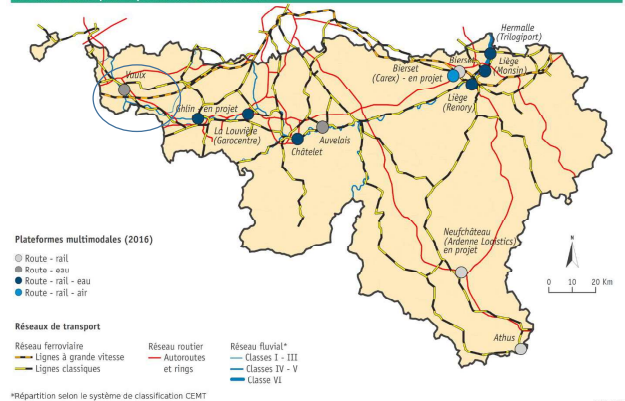 Hermalle
(Trilogiport)
Bierset
Liège
(Monsin)
Bierset
(Carex) - en projet
Liège
(Renory)
Vaulx
Ghlin - en projet
La Louvière
(Garocentre)
Auvelais
Châtelet
Neufchâteau
(Ardenne Logistics)
en projet
Athus
0 10 20 Km
Plateformes multimodales (2016)
Route - rail
Route - eau
Route - rail - eau
Route - rail - air
Réseaux de transport
Réseau ferroviaire
Lignes à grande vitesse
Lignes classiques
Réseau routier
Autoroutes
et rings
Réseau fluvial*
Classes I - III
Classes IV - V
Classe VI
*Répartition selon le système de classification CEMT